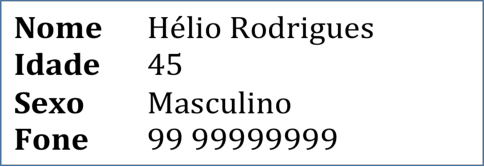 Nome Hélio Rodrigues
Idade 45
Sexo Masculino
Fone 99 99999999